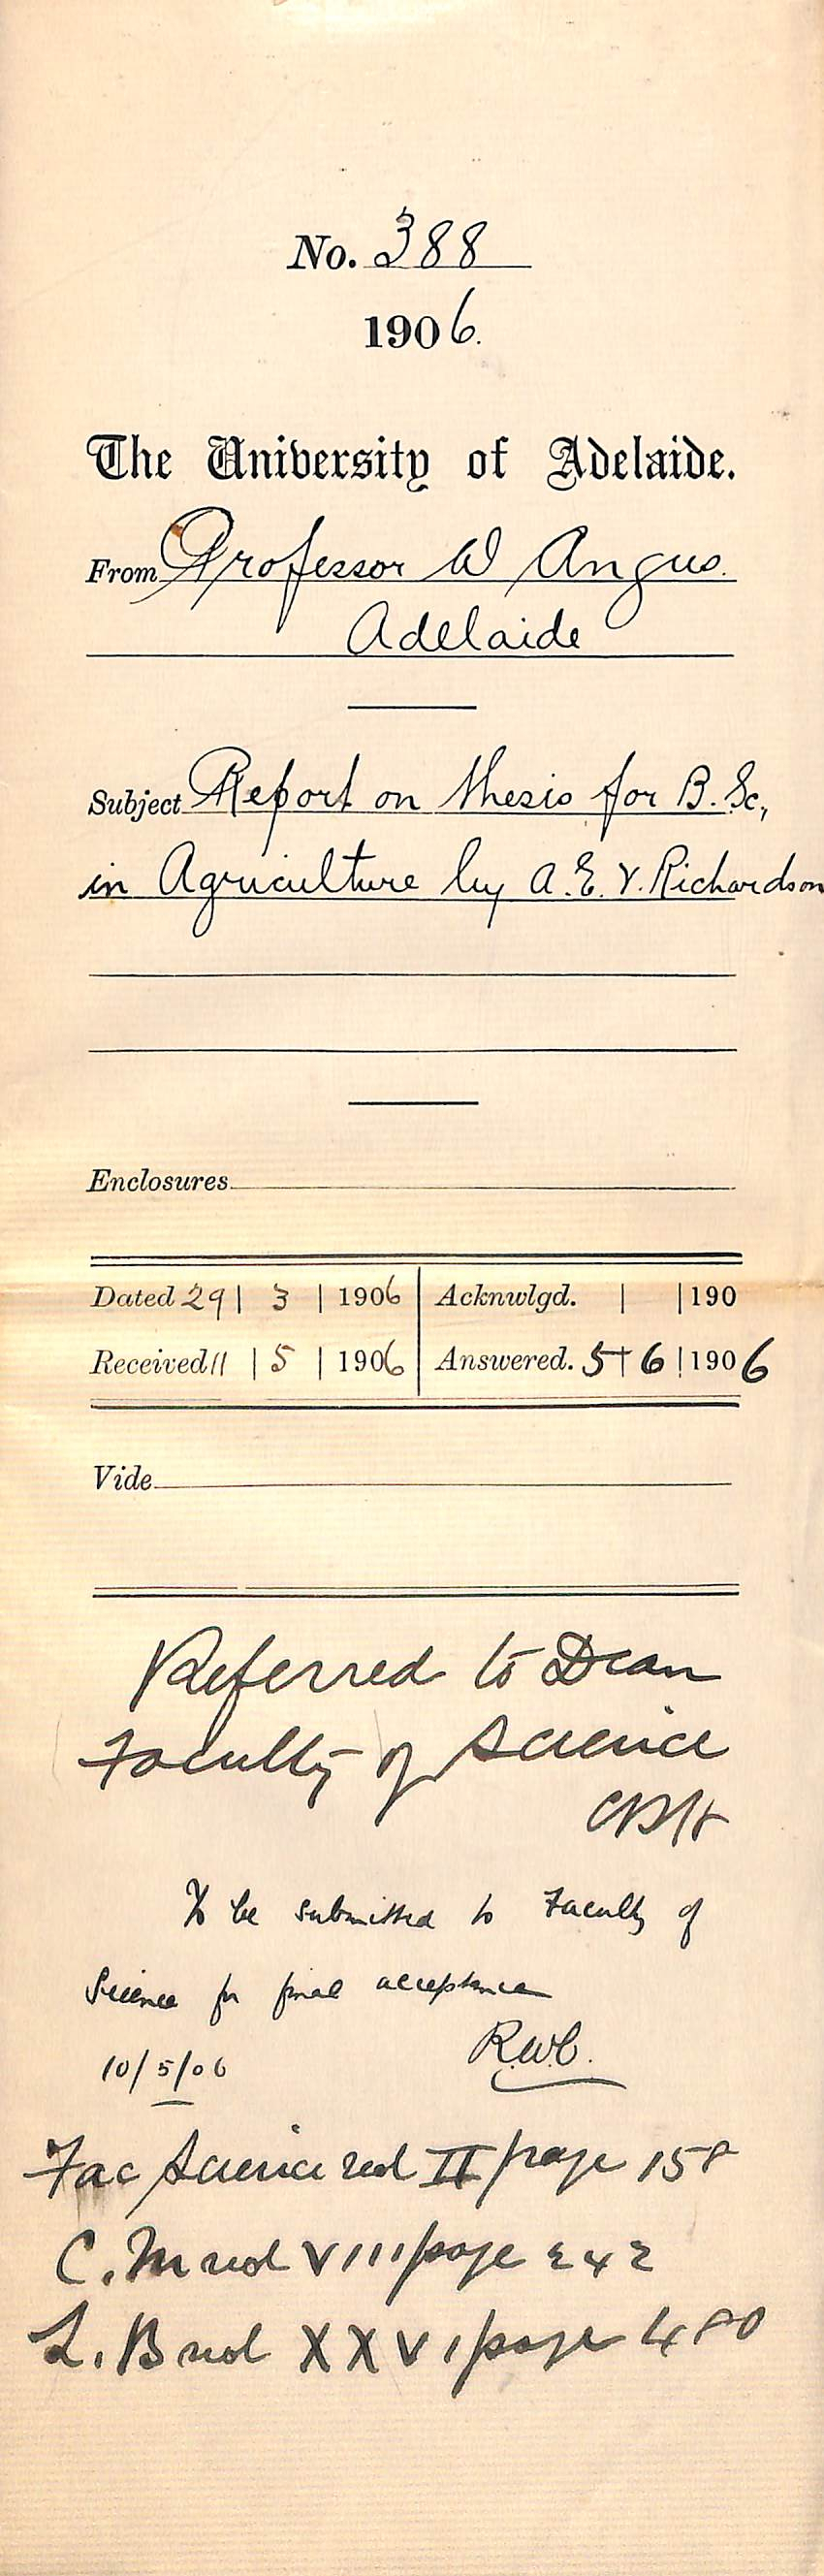 No. 388
1906.
The University of Adelaide.
From Professor W Angus.
Adelaide
Subject Report on thesis for B.Sc,
in Agriculture by A.E.V. Richardson
Enclosures
Dated 29 | 3 | 1906 Acknwlgd. | | 190
Received 11 | 5 | 1906 Answered. 5 | 6 | 1906
Vide
Referred to Dean
Faculty of Science
To be submitted to Faculty of
Science for final acceptance
10/5/06 R.W.C.
Fac Science vol II page 158
C.M vol VIII page 242
L.B vol XXVI page 480